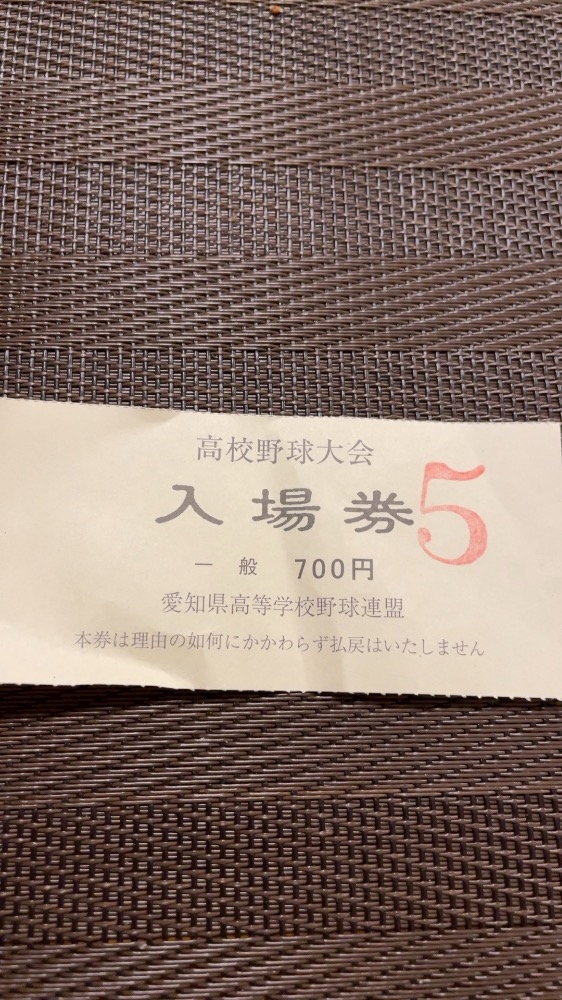 高校野球大会
入場券 5
一般 700円
愛知県高等学校野球連盟
本券は理由の如何にかかわらず払戻はいたしません